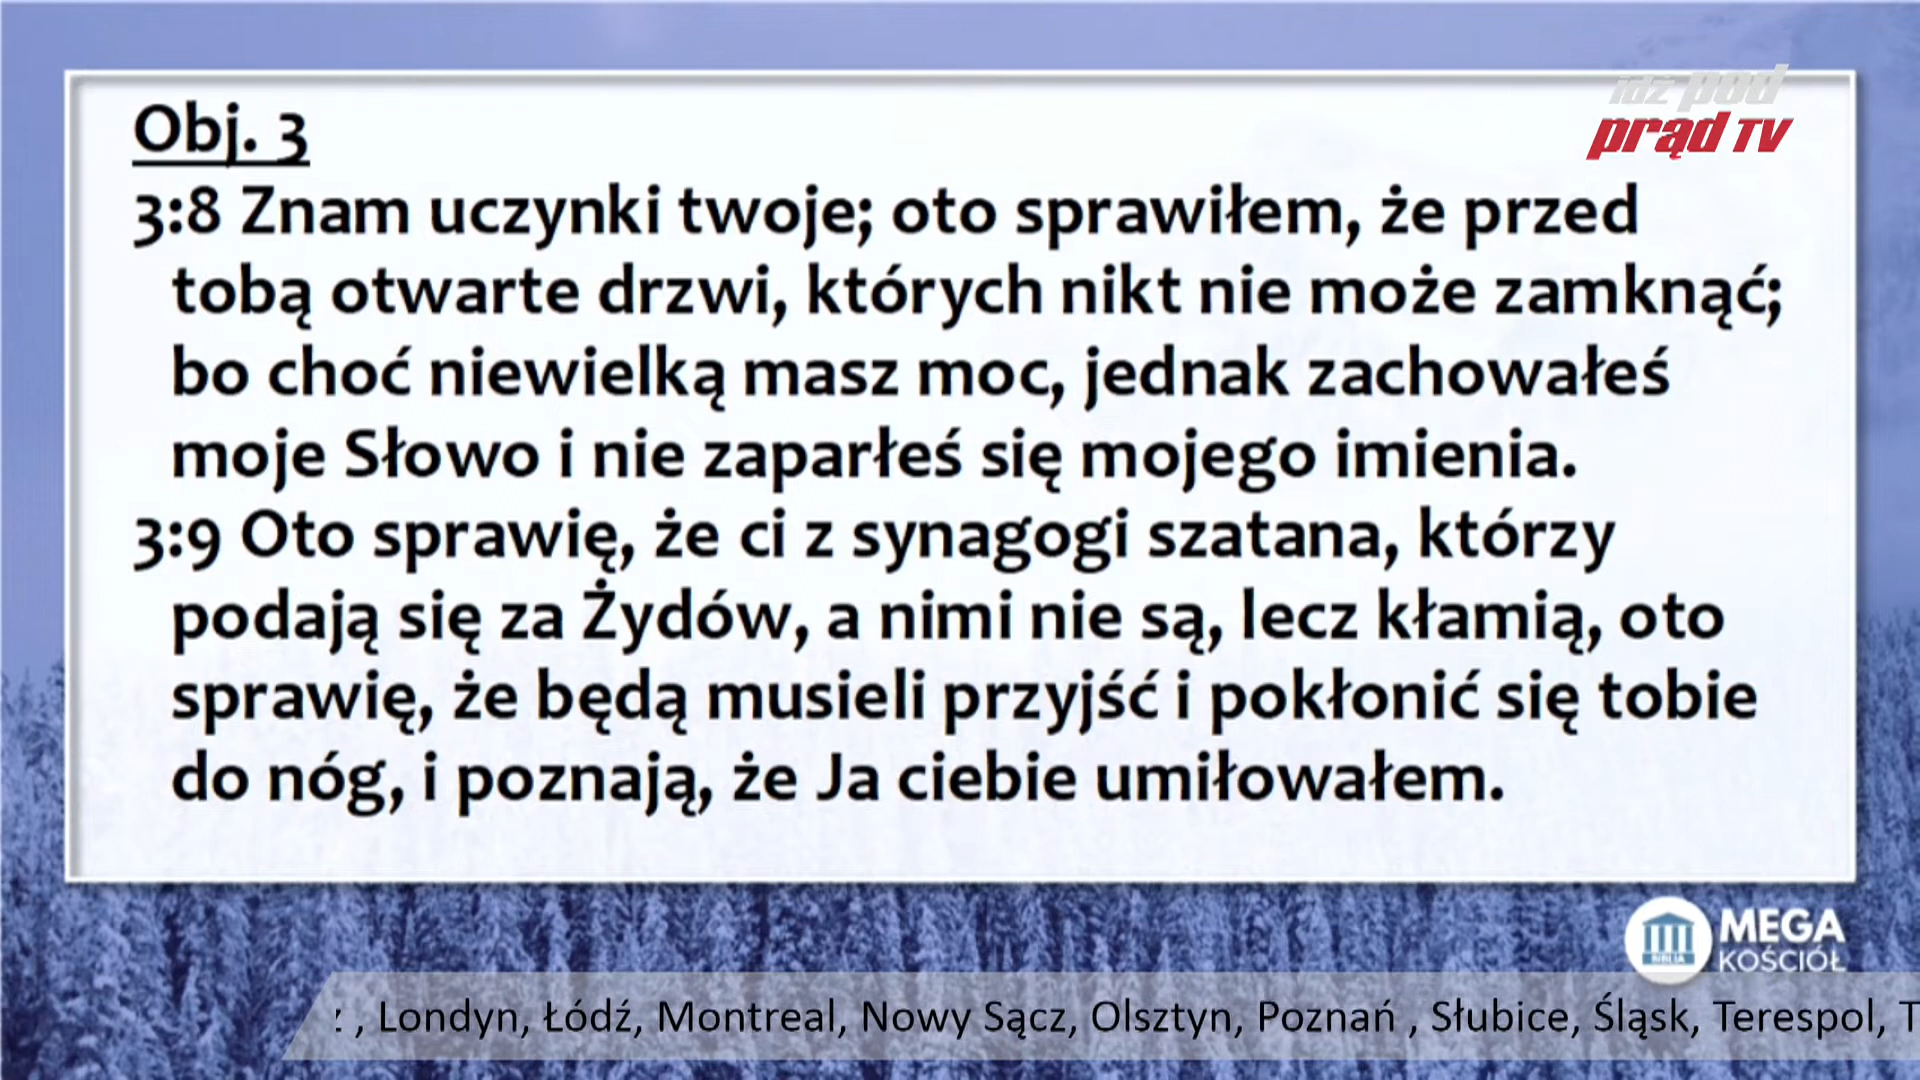 idź pod
prąd TV
Obj. 3
3:8 Znam uczynki twoje; oto sprawiłem, że przed
tobą otwarte drzwi, których nikt nie może zamknąć;
bo choć niewielką masz moc, jednak zachowałeś
moje Słowo i nie zaparłeś się mojego imienia.
3:9 Oto sprawię, że ci z synagogi szatana, którzy
podają się za Żydów, a nimi nie są, lecz kłamią, oto
sprawię, że będą musieli przyjść i pokłonić się tobie
do nóg, i poznają, że Ja ciebie umiłowałem.
BIBLIA
MEGA
KOŚCIÓŁ
, Londyn, Łódź, Montreal, Nowy Sącz, Olsztyn, Poznań , Słubice, Śląsk, Terespol, T